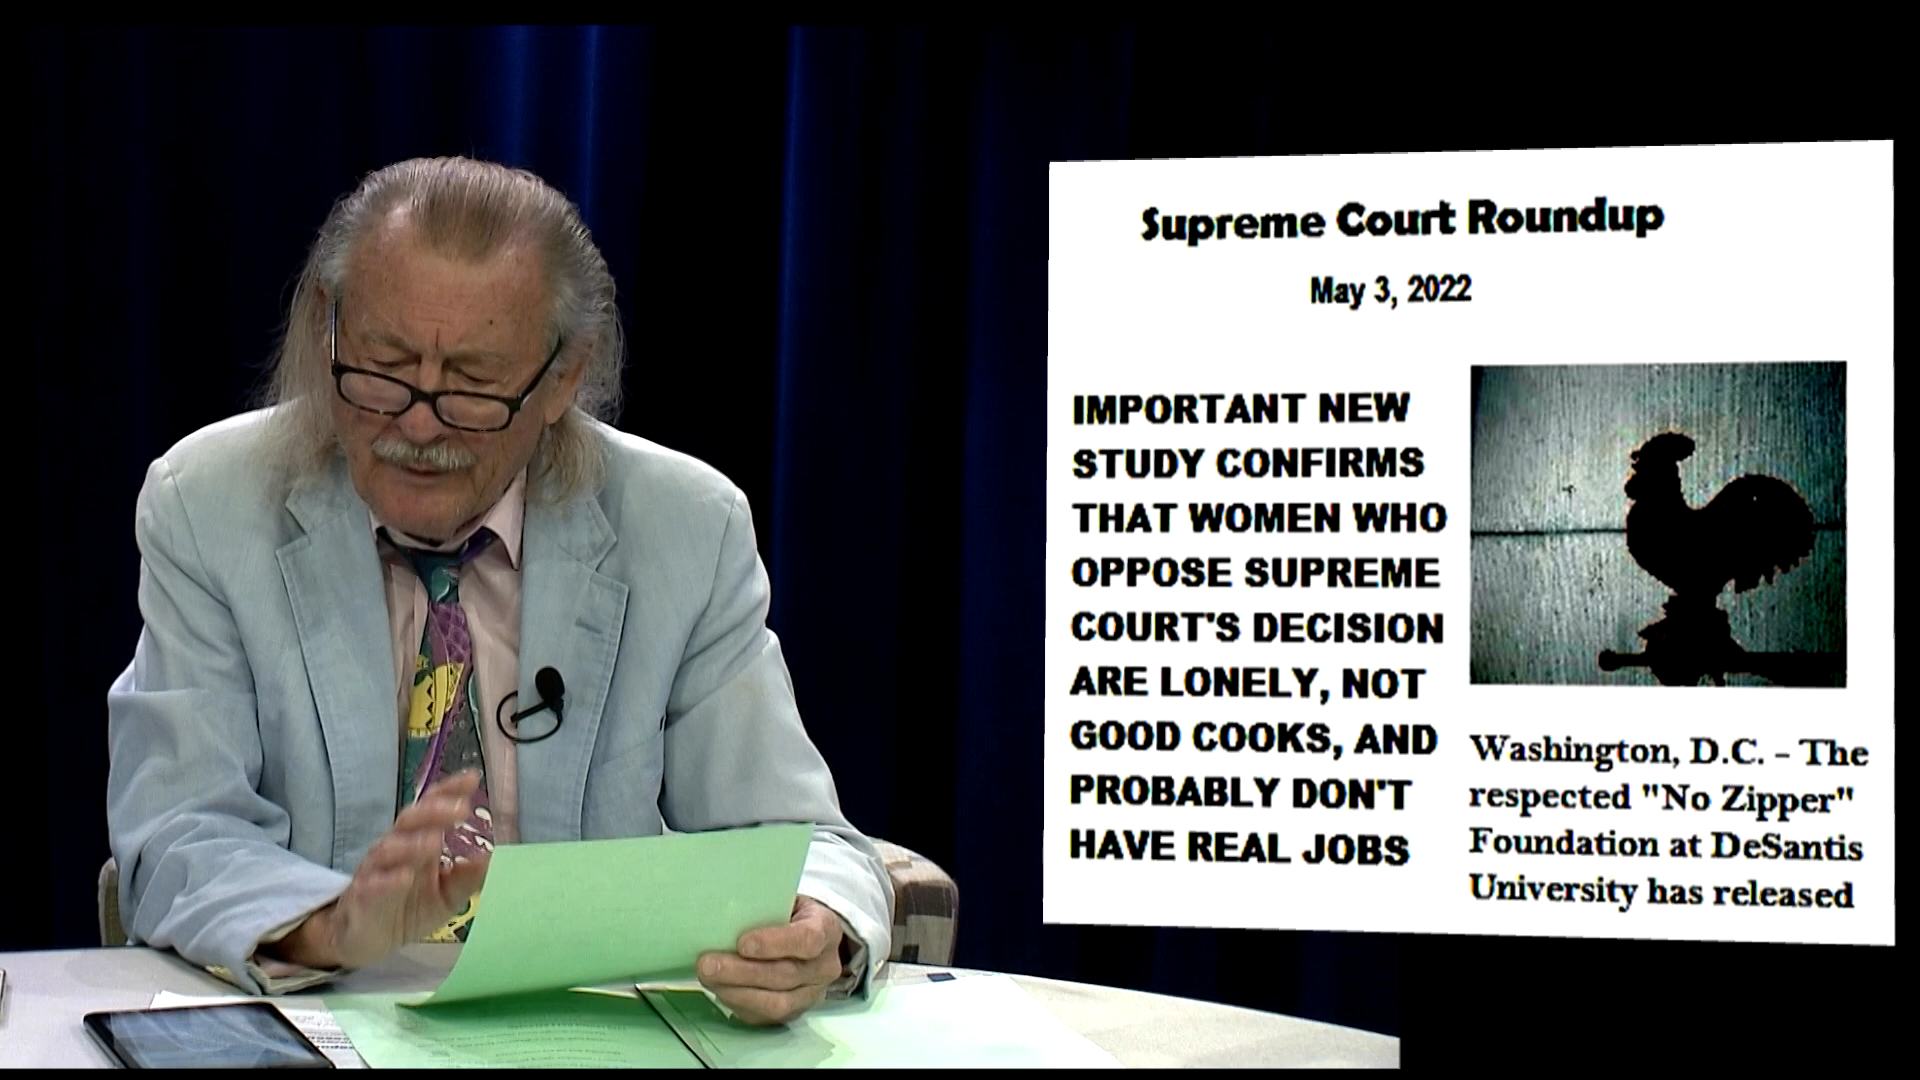 Supreme Court Roundup
May 3, 2022
IMPORTANT NEW
STUDY CONFIRMS
THAT WOMEN WHO
OPPOSE SUPREME
COURT'S DECISION
ARE LONELY, NOT
GOOD COOKS, AND
PROBABLY DON'T
HAVE REAL JOBS
Washington, D.C. – The
respected "No Zipper"
Foundation at DeSantis
University has released